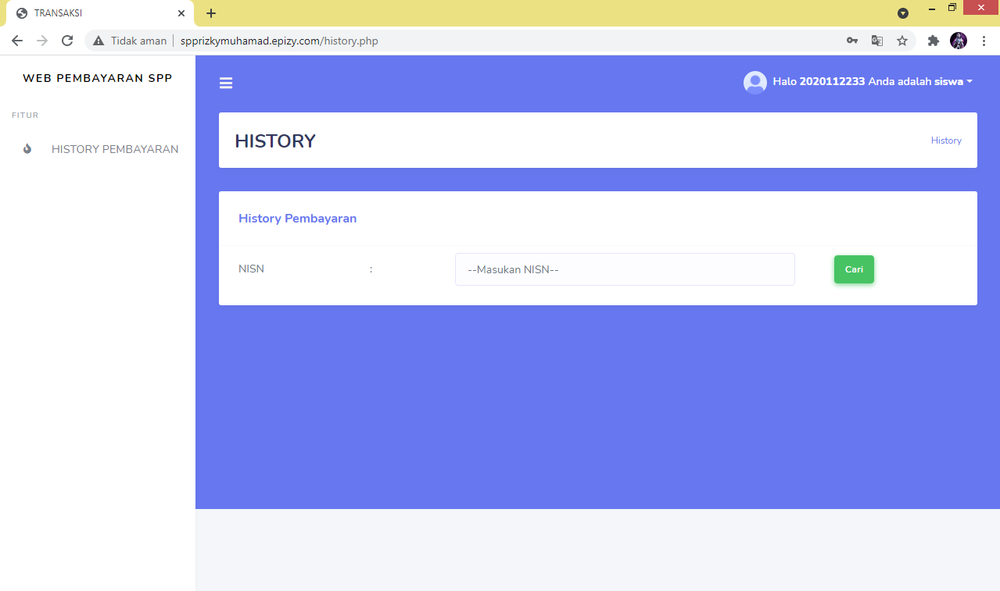 TRANSAKSI
Tidak aman
spprizkymuhamad.epizy.com/history.php
WEB PEMBAYARAN SPP
FITUR
HISTORY PEMBAYARAN
Halo 2020112233 Anda adalah siswa
HISTORY
History
History Pembayaran
NISN : --Masukan NISN-- Cari